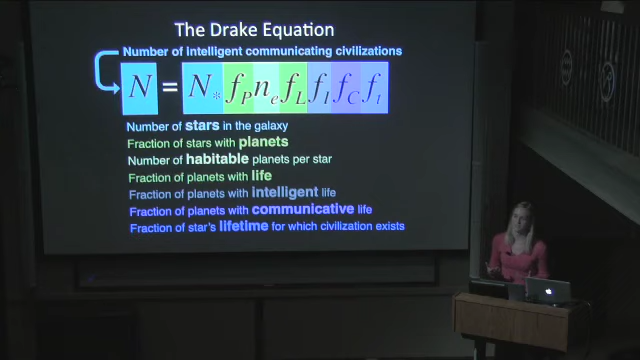 The Drake Equation
Number of Intelligent communicating civilizations
N = N* fP ne fL fI fC ft
Number of stars in the galaxy
Fraction of stars with planets
Number of habitable planets per star
Fraction of planets with life
Fraction of planets with intelligent life
Fraction of planets with communicative life
Fraction of star's lifetime for which civilization exists